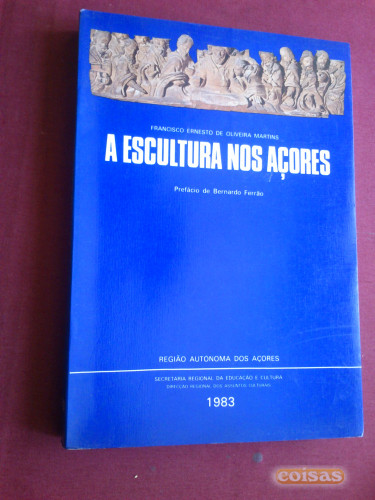 FRANCISCO ERNESTO DE OLIVEIRA MARTINS
A ESCULTURA NOS AÇORES
Prefácio de Bernardo Ferrão
REGIÃO AUTÓNOMA DOS AÇORES
SECRETARIA REGIONAL DA EDUCAÇÃO E CULTURA
DIRECÇÃO REGIONAL DOS ASSUNTOS CULTURAIS
1983
coisas